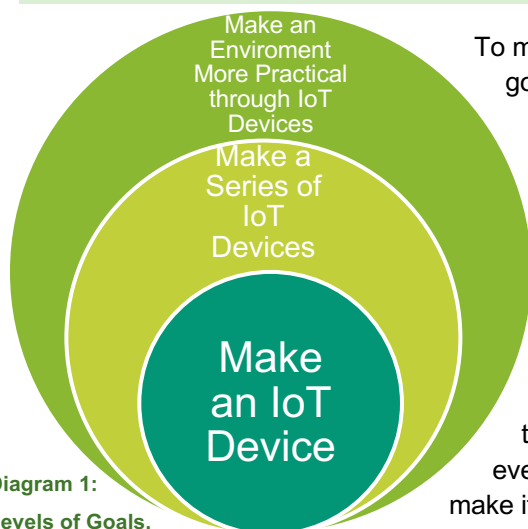 Make an
Enviroment
More Practical
through IoT
Devices
To m
go
Make a
Series of
IoT
Devices
Make
an IoT
Device
t
eve
make i
Diagram 1:
evels of Goals.